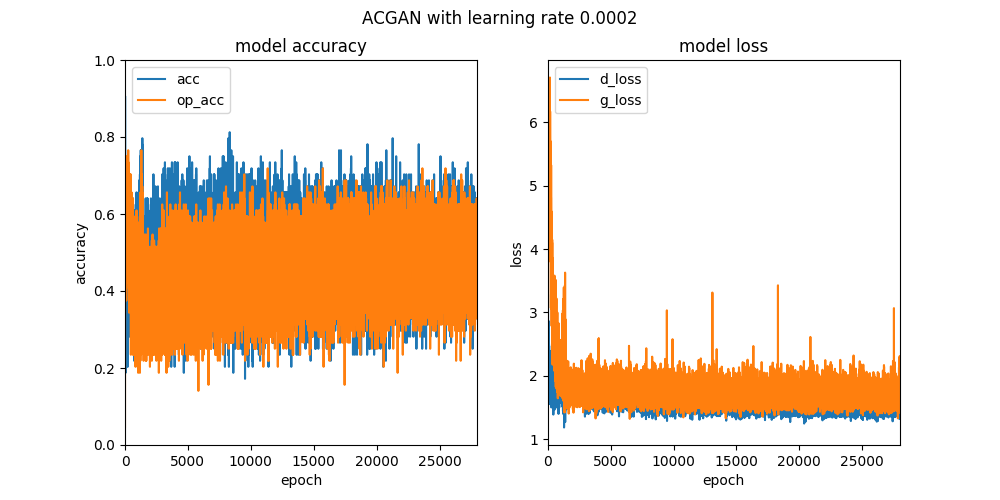 ACGAN with learning rate 0.0002
model accuracy
acc
op_acc
1.0
0.8
0.6
0.4
0.2
0.0
accuracy
0 5000 10000 15000 20000 25000
epoch
model loss
d_loss
g_loss
6
5
4
3
2
1
loss
0 5000 10000 15000 20000 25000
epoch